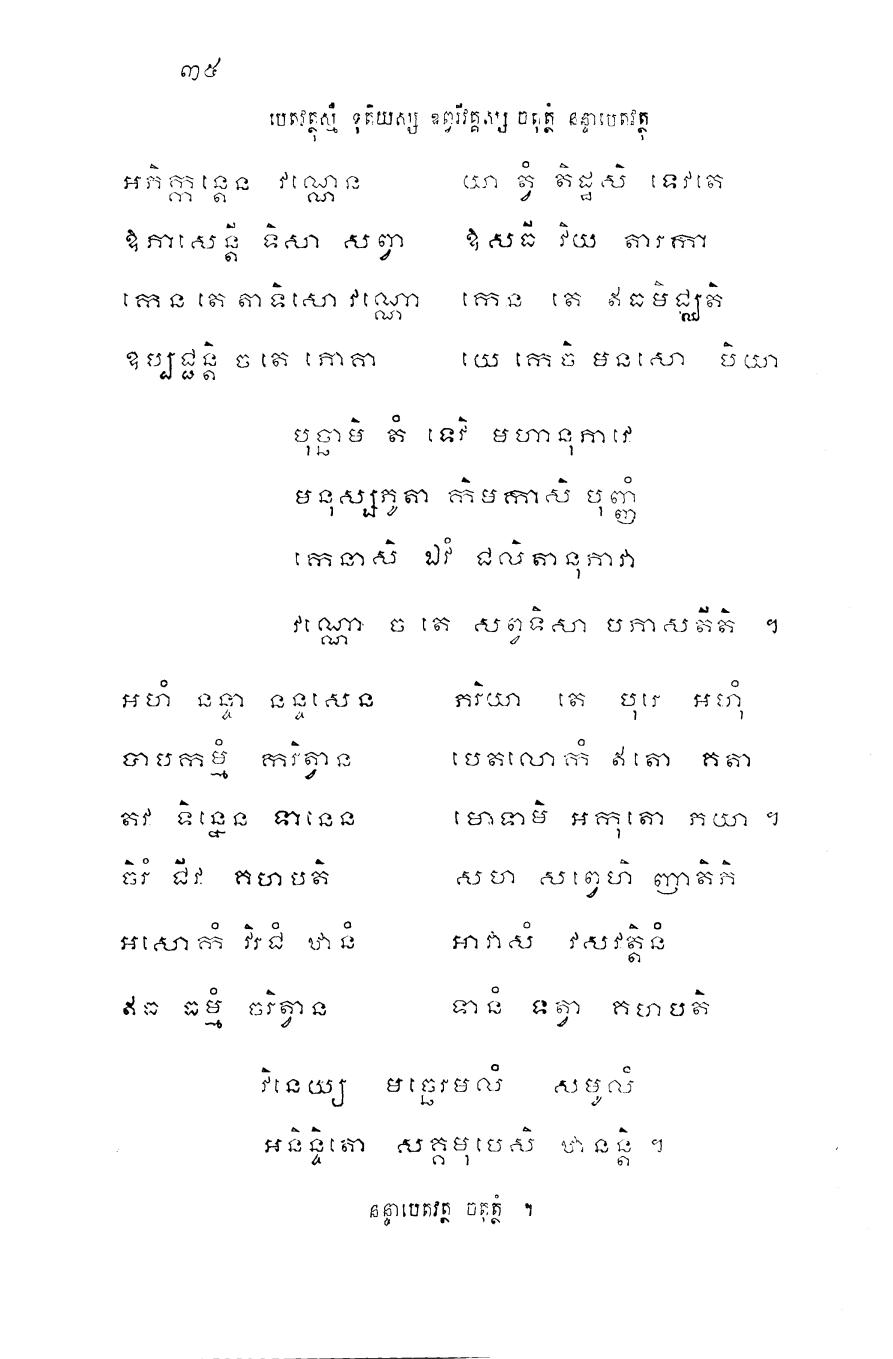 ៣៥
បេតវត្ថុស្មឹ ទុតិយស្ស ឧព្វរីវគ្គស្ស ចតុត្ថំ នន្ទាបេតវត្ថុ
អភិក្កន្តេន វណ្ណេន យា ត្វំ តិដ្ឋសិ ទេវតេ
ឱភាសេន្តី ទិសា សព្វា ឱសធី វិយ តារកា
កេន តេ តាទិសោ វណ្ណោ កេន តេ ឥធមិជ្ឈតិ
ឧប្បជ្ជន្តិ ច តេ ភោគា យេ កេចិ មនសោ បិយា
បុច្ឆាមិ តំ ទេវិ មហានុភាវេ
មនុស្សភូតា កិមកាសិ បុញ្ញំ
កេនាសិ ឯវំ ជលិតានុភាវា
វណ្ណោ ច តេ សព្វទិសា បភាសតីតិ ។
អហំ នន្ទា នន្ទសេន ភរិយា តេ បុរេ អហុំ
បាបកម្មំ ករិត្វាន បេតលោកំ ឥតោ គតា
តវ ទិន្នេន ទានេន មោទាមិ អកុតោភយា ។
ចិរំ ជីវ គហបតិ សហ សព្វេហិ ញាតិភិ
អសោកំ វិរជំ ឋានំ អាវាសំ វសវត្តិនំ
ឥធ ធម្មំ ចរិត្វាន ទានំ ទត្វា គហបតិ
វិនេយ្យ មច្ឆេរមលំ សមូលំ
អនិន្ទិតោ សគ្គមុបេសិ ឋានន្តិ ។
នន្ទាបេតវត្ថុ ចតុត្ថំ ។